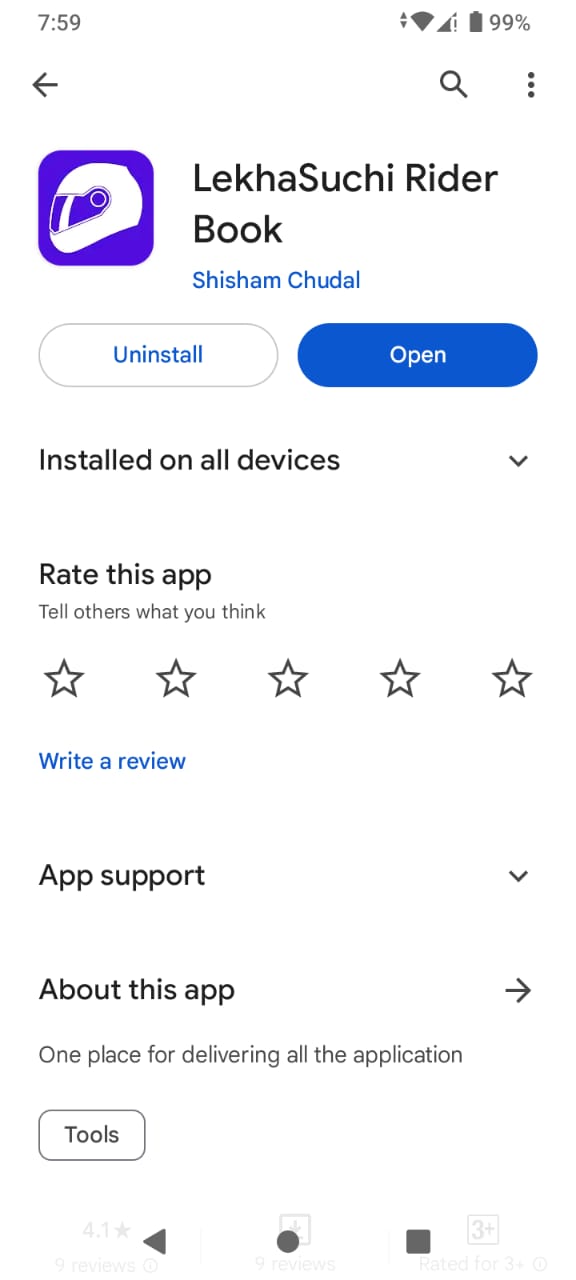 7:59
99%
LekhaSuchi Rider
Book
Shisham Chudal
Uninstall
Open
Installed on all devices
Rate this app
Tell others what you think
Write a review
App support
About this app
One place for delivering all the application
Tools
4.1★
3+
9 reviews
9 reviews
Rated for 3+